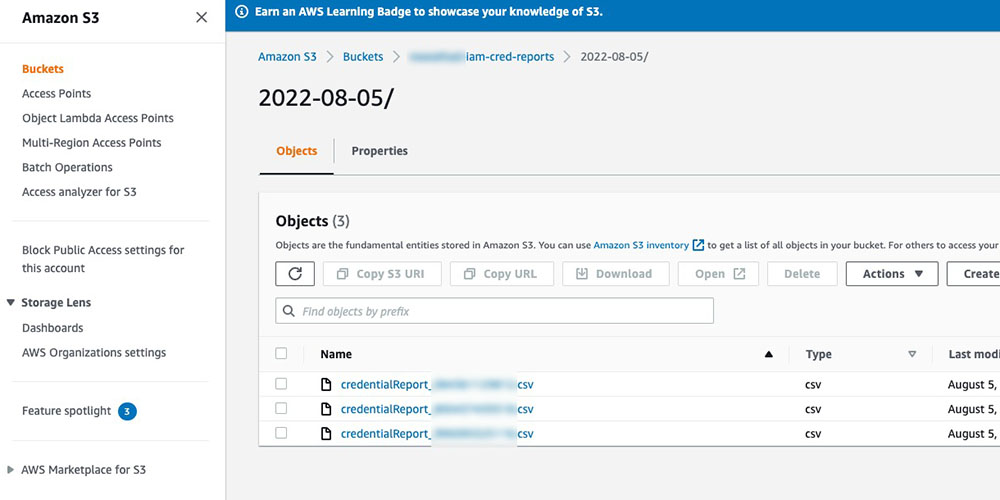 Amazon S3
Earn an AWS Learning Badge to showcase your knowledge of S3.
Buckets
Access Points
Object Lambda Access Points
Multi-Region Access Points
Batch Operations
Access analyzer for S3
Block Public Access settings for
this account
Storage Lens
Dashboards
AWS Organizations settings
Feature spotlight 3
AWS Marketplace for S3
Amazon S3 Buckets iam-cred-reports 2022-08-05/
2022-08-05/
Objects Properties
Objects (3)
Objects are the fundamental entities stored in Amazon S3. You can use Amazon S3 inventory to get a list of all objects in your bucket. For others to access your
Copy S3 URI Copy URL Download Open Delete Actions Create
Find objects by prefix
Name Type Last modi
credentialReport_ .csv csv August 5,
credentialReport_ .csv csv August 5,
credentialReport_ .csv csv August 5,